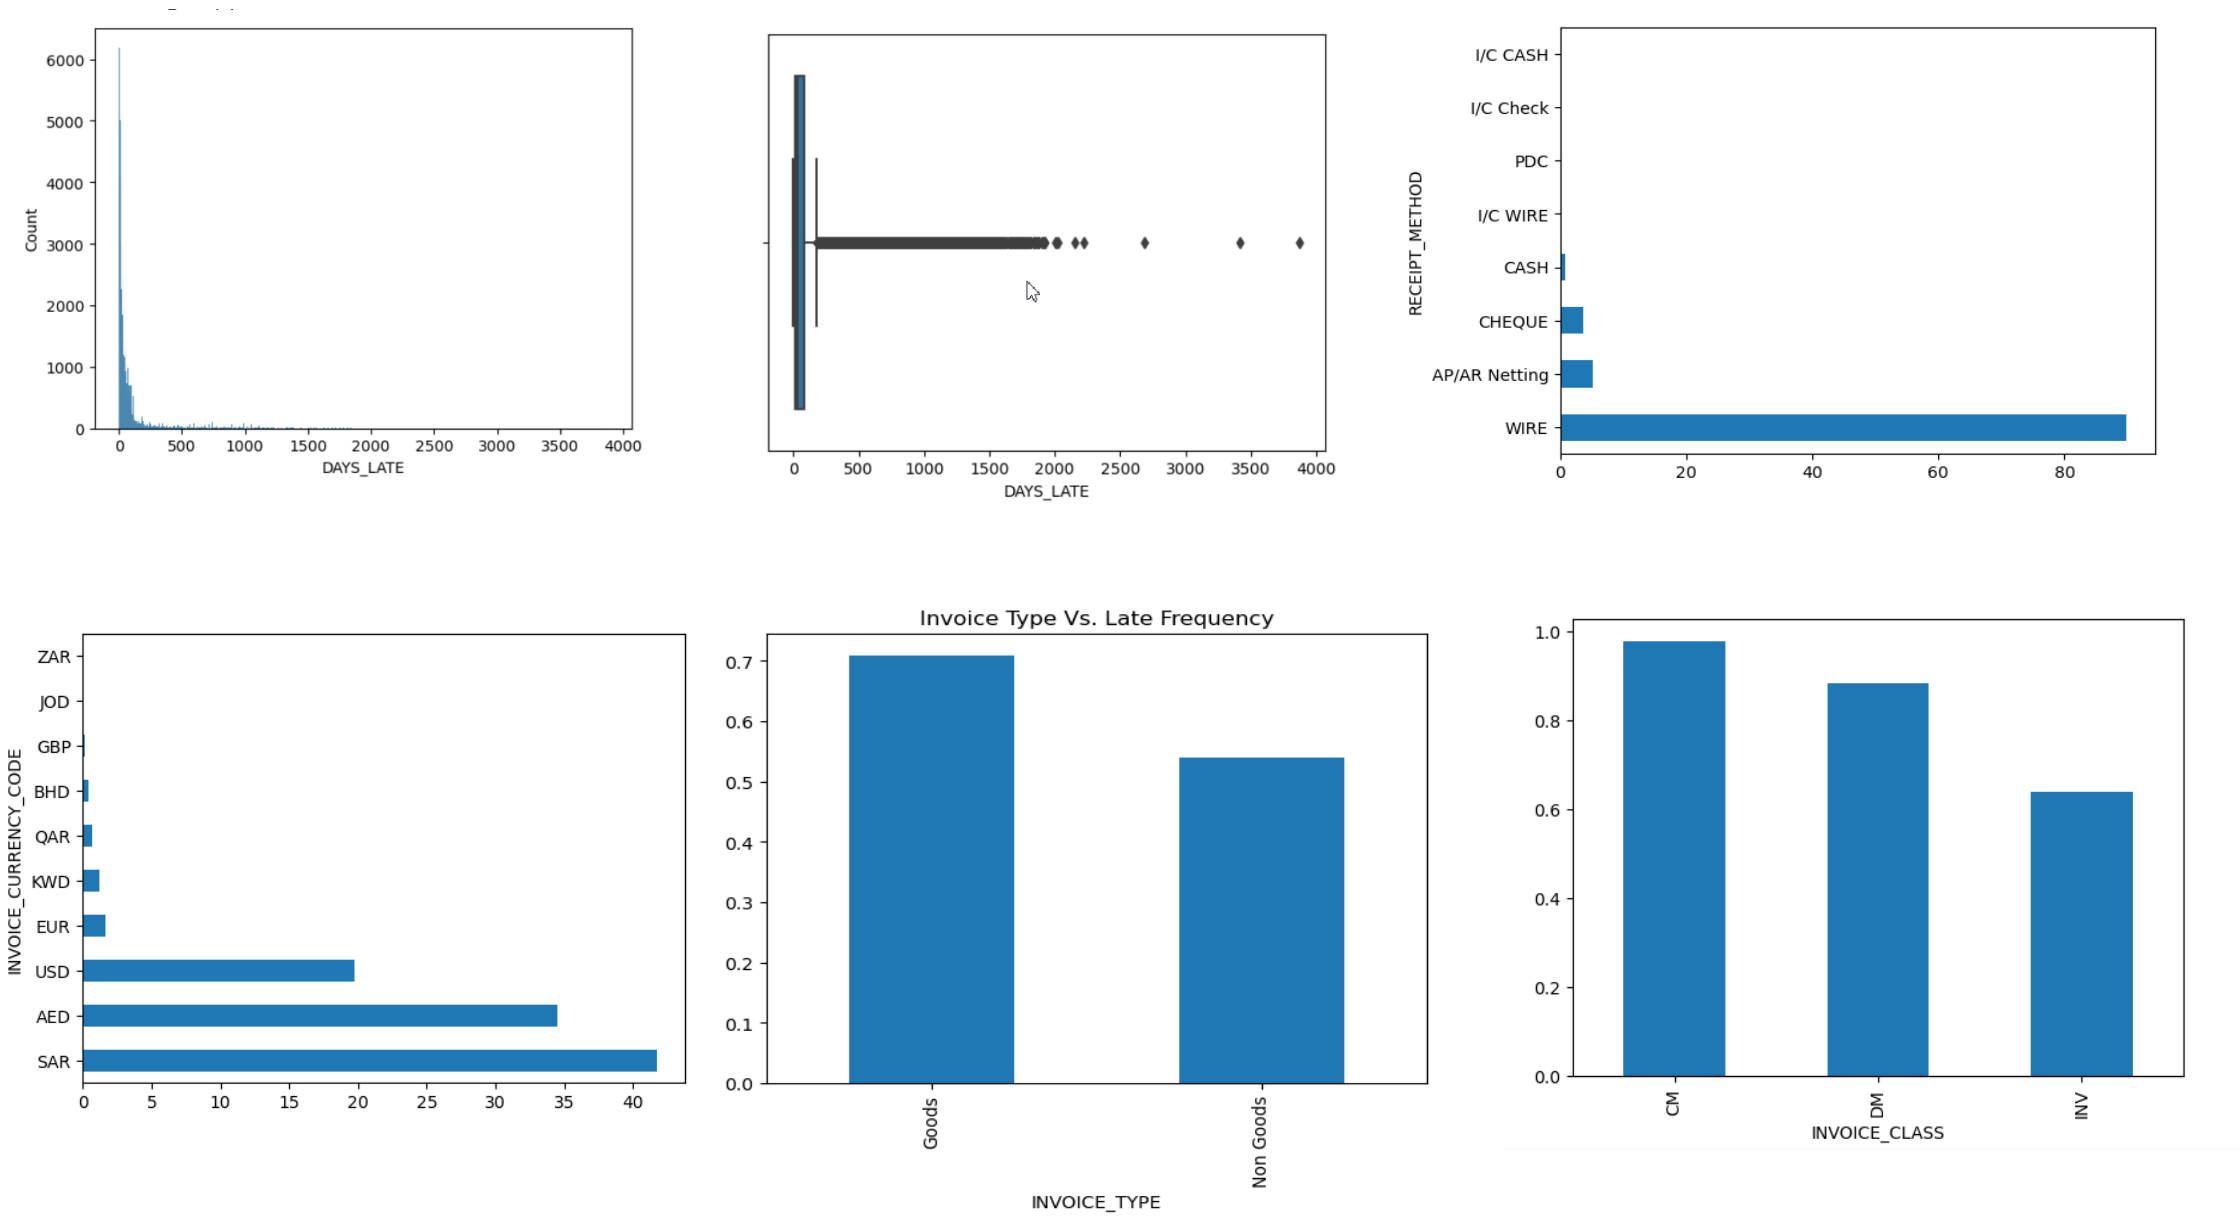 6000
5000
4000
3000
2000
1000
0
Count
0 500 1000 1500 2000 2500 3000 3500 4000
DAYS_LATE
0 500 1000 1500 2000 2500 3000 3500 4000
DAYS_LATE
RECEIPT_METHOD
I/C CASH
I/C Check
PDC
I/C WIRE
CASH
CHEQUE
AP/AR Netting
WIRE
0 20 40 60 80
INVOICE_CURRENCY_CODE
ZAR
JOD
GBP
BHD
QAR
KWD
EUR
USD
AED
SAR
0 5 10 15 20 25 30 35 40
Invoice Type Vs. Late Frequency
0.7
0.6
0.5
0.4
0.3
0.2
0.1
0.0
Goods
Non Goods
INVOICE_TYPE
1.0
0.8
0.6
0.4
0.2
0.0
CM
DM
INV
INVOICE_CLASS